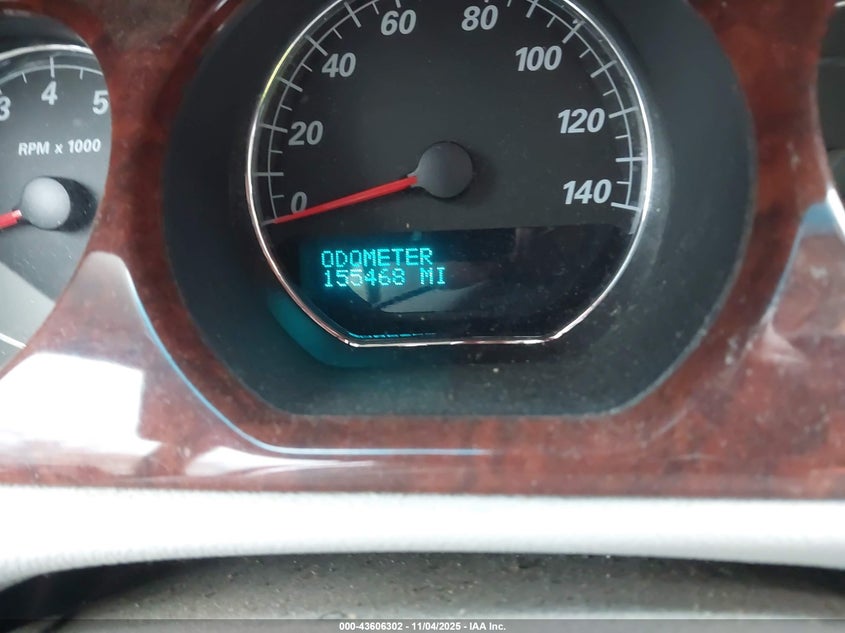 3 4 5
RPM x 1000
0 20 40 60 80 100 120 140
ODOMETER
155468 MI
000-43606302 - 11/04/2025 - IAA Inc.